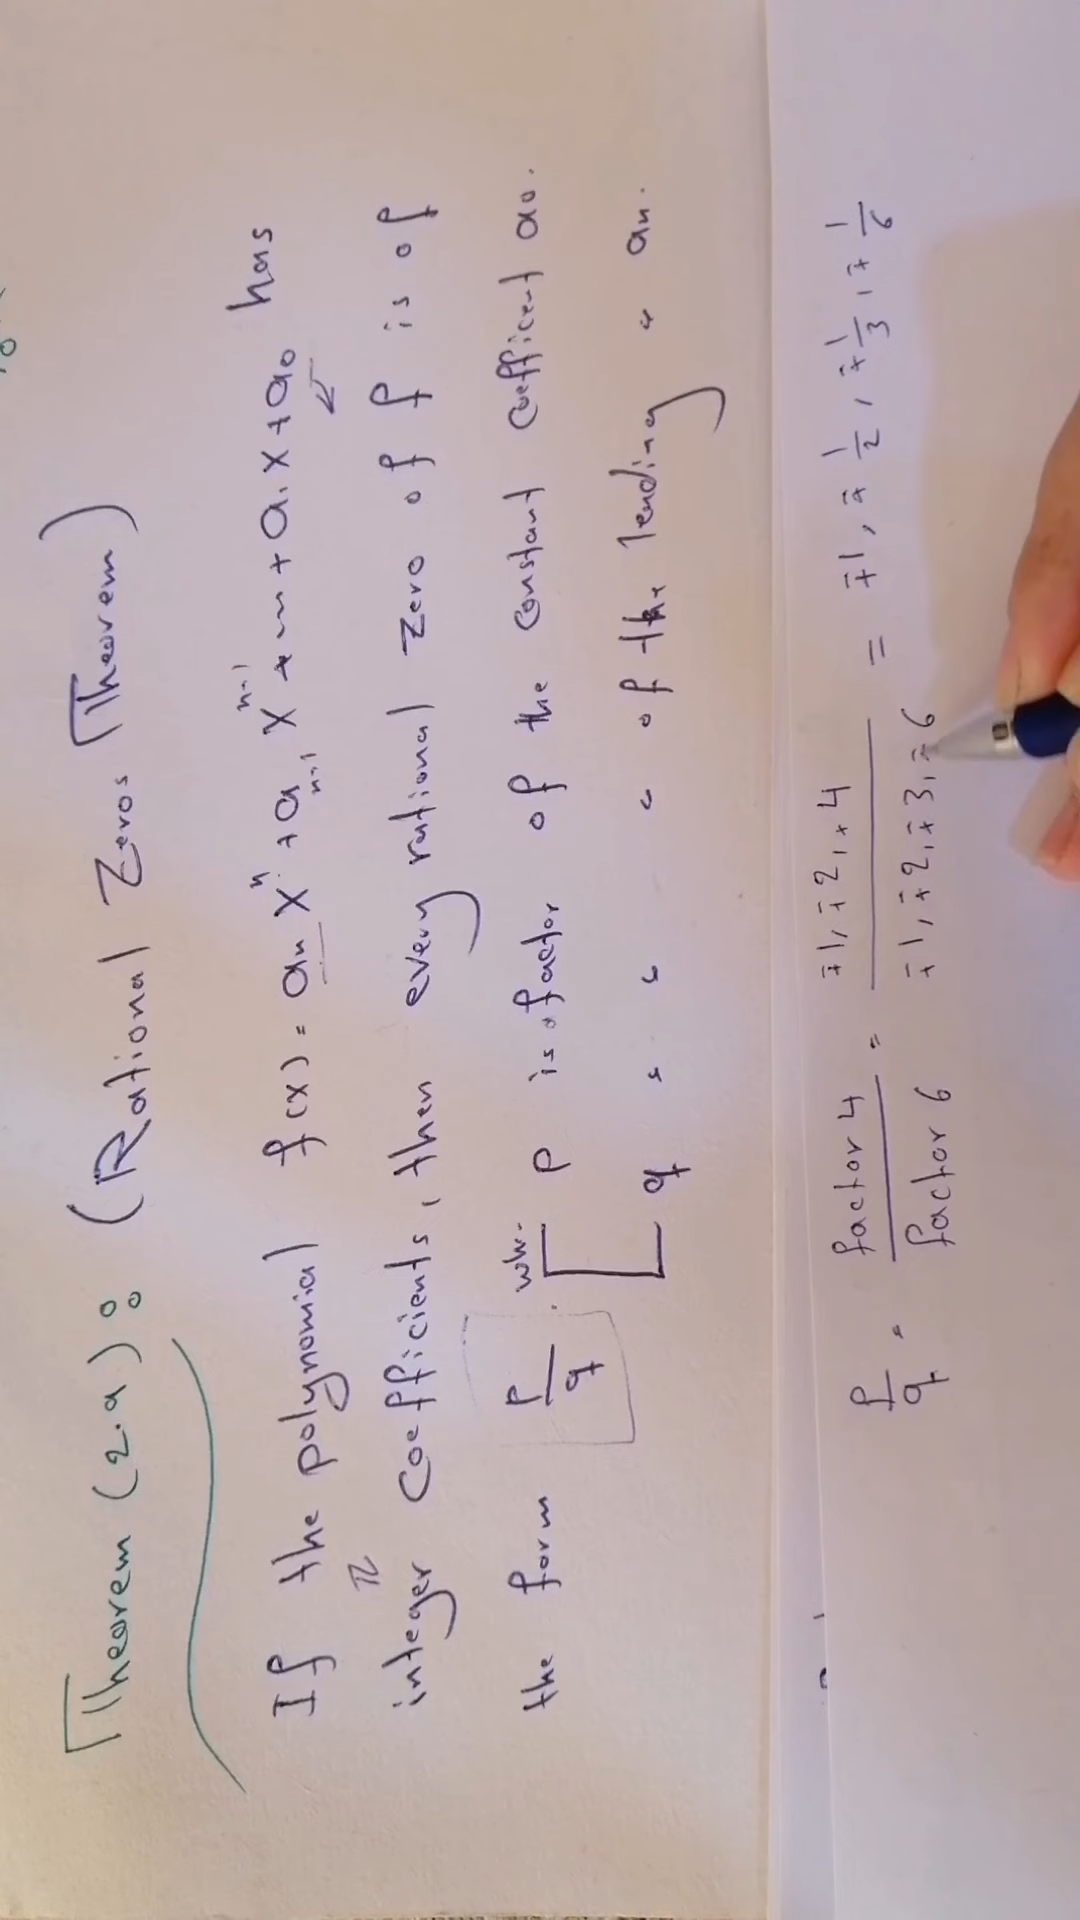 Theorem (2.9):
(Rational Zeros Theorem)
If the polynomial f(x) = aₙ xⁿ + aₙ₋₁ xⁿ⁻¹ + ~ + a₁ x + a₀ has
integer Coefficients, then every rational zero of f is of
the form p/q . wh. [ p is factor of the constant coefficient a₀.
q " " " of the leading " aₙ.
p/q = factor 4 / factor 6 = ∓1, ∓2, ∓4 / ∓1, ∓2, ∓3, ∓6 = ∓1, ∓1/2, ∓1/3, ∓1/6